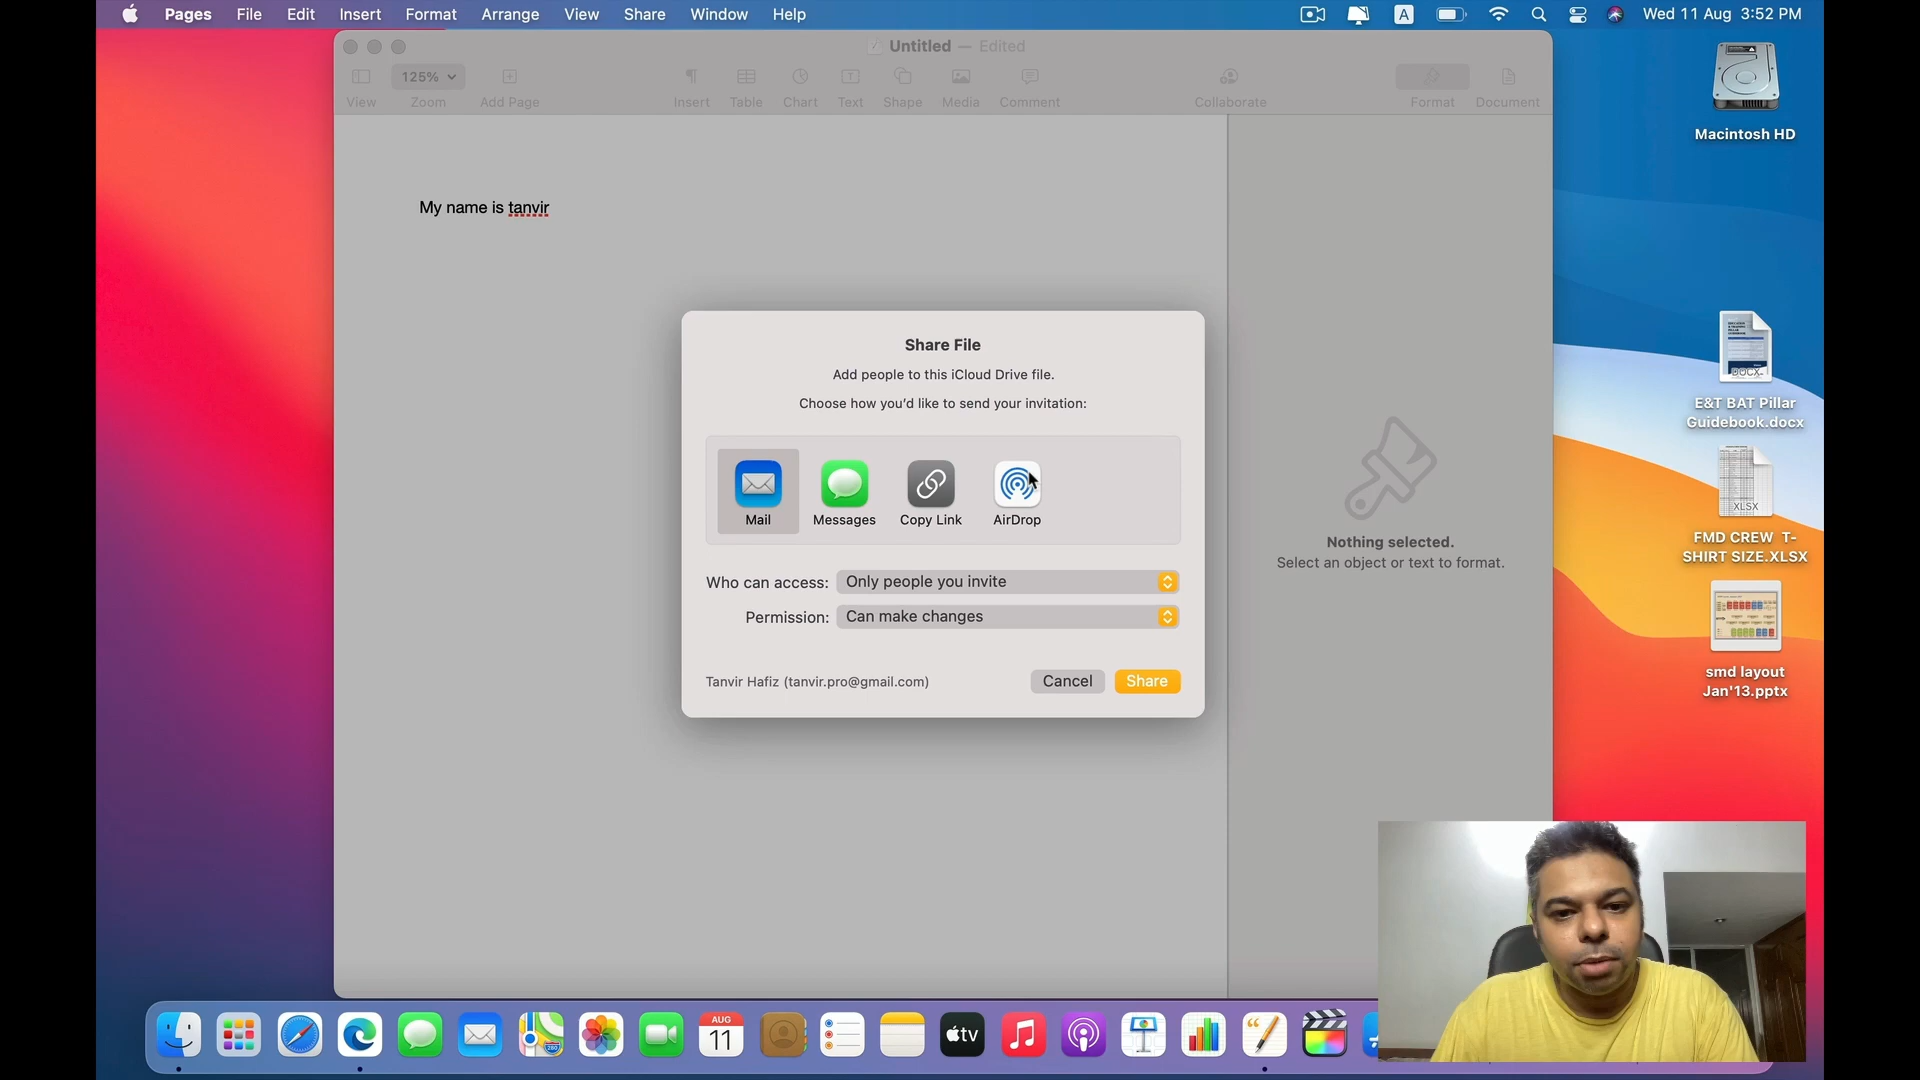 Pages File Edit Insert Format Arrange View Share Window Help
A
Wed 11 Aug 3:52 PM
Untitled — Edited
125%
View Zoom Add Page Insert Table Chart Text Shape Media Comment Collaborate Format Document
Macintosh HD
My name is tanvir
Share File
Add people to this iCloud Drive file.
Choose how you'd like to send your invitation:
Mail Messages Copy Link AirDrop
Who can access: Only people you invite
Permission: Can make changes
Tanvir Hafiz (tanvir.pro@gmail.com) Cancel Share
Nothing selected.
Select an object or text to format.
DOCX
E&T BAT Pillar
Guidebook.docx
XLSX
FMD CREW T-
SHIRT SIZE.XLSX
smd layout
Jan'13.pptx
280
AUG
11
tv